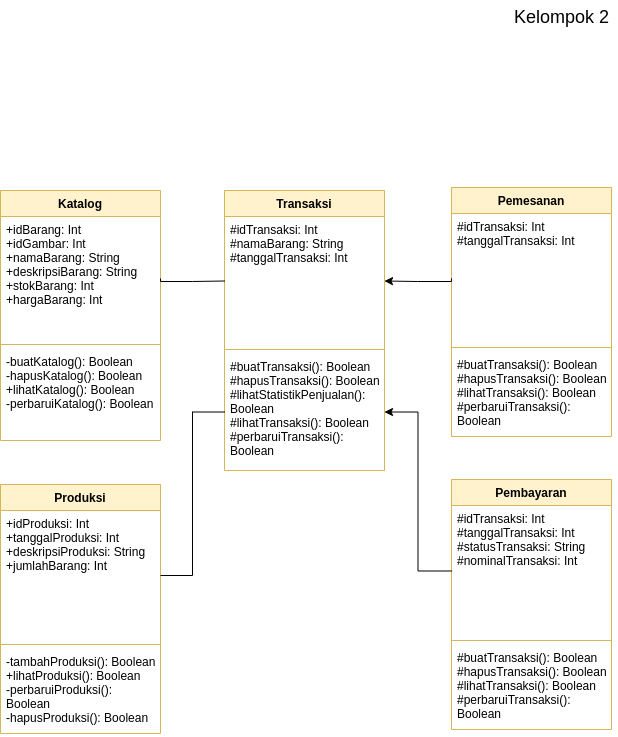 Kelompok 2
Katalog
+idBarang: Int
+idGambar: Int
+namaBarang: String
+deskripsiBarang: String
+stokBarang: Int
+hargaBarang: Int
-buatKatalog(): Boolean
-hapusKatalog(): Boolean
+lihatKatalog(): Boolean
-perbaruiKatalog(): Boolean
Transaksi
#idTransaksi: Int
#namaBarang: String
#tanggalTransaksi: Int
#buatTransaksi(): Boolean
#hapusTransaksi(): Boolean
#lihatStatistikPenjualan():
Boolean
#lihatTransaksi(): Boolean
#perbaruiTransaksi():
Boolean
Pemesanan
#idTransaksi: Int
#tanggalTransaksi: Int
#buatTransaksi(): Boolean
#hapusTransaksi(): Boolean
#lihatTransaksi(): Boolean
#perbaruiTransaksi():
Boolean
Produksi
+idProduksi: Int
+tanggalProduksi: Int
+deskripsiProduksi: String
+jumlahBarang: Int
-tambahProduksi(): Boolean
+lihatProduksi(): Boolean
-perbaruiProduksi():
Boolean
-hapusProduksi(): Boolean
Pembayaran
#idTransaksi: Int
#tanggalTransaksi: Int
#statusTransaksi: String
#nominalTransaksi: Int
#buatTransaksi(): Boolean
#hapusTransaksi(): Boolean
#lihatTransaksi(): Boolean
#perbaruiTransaksi():
Boolean